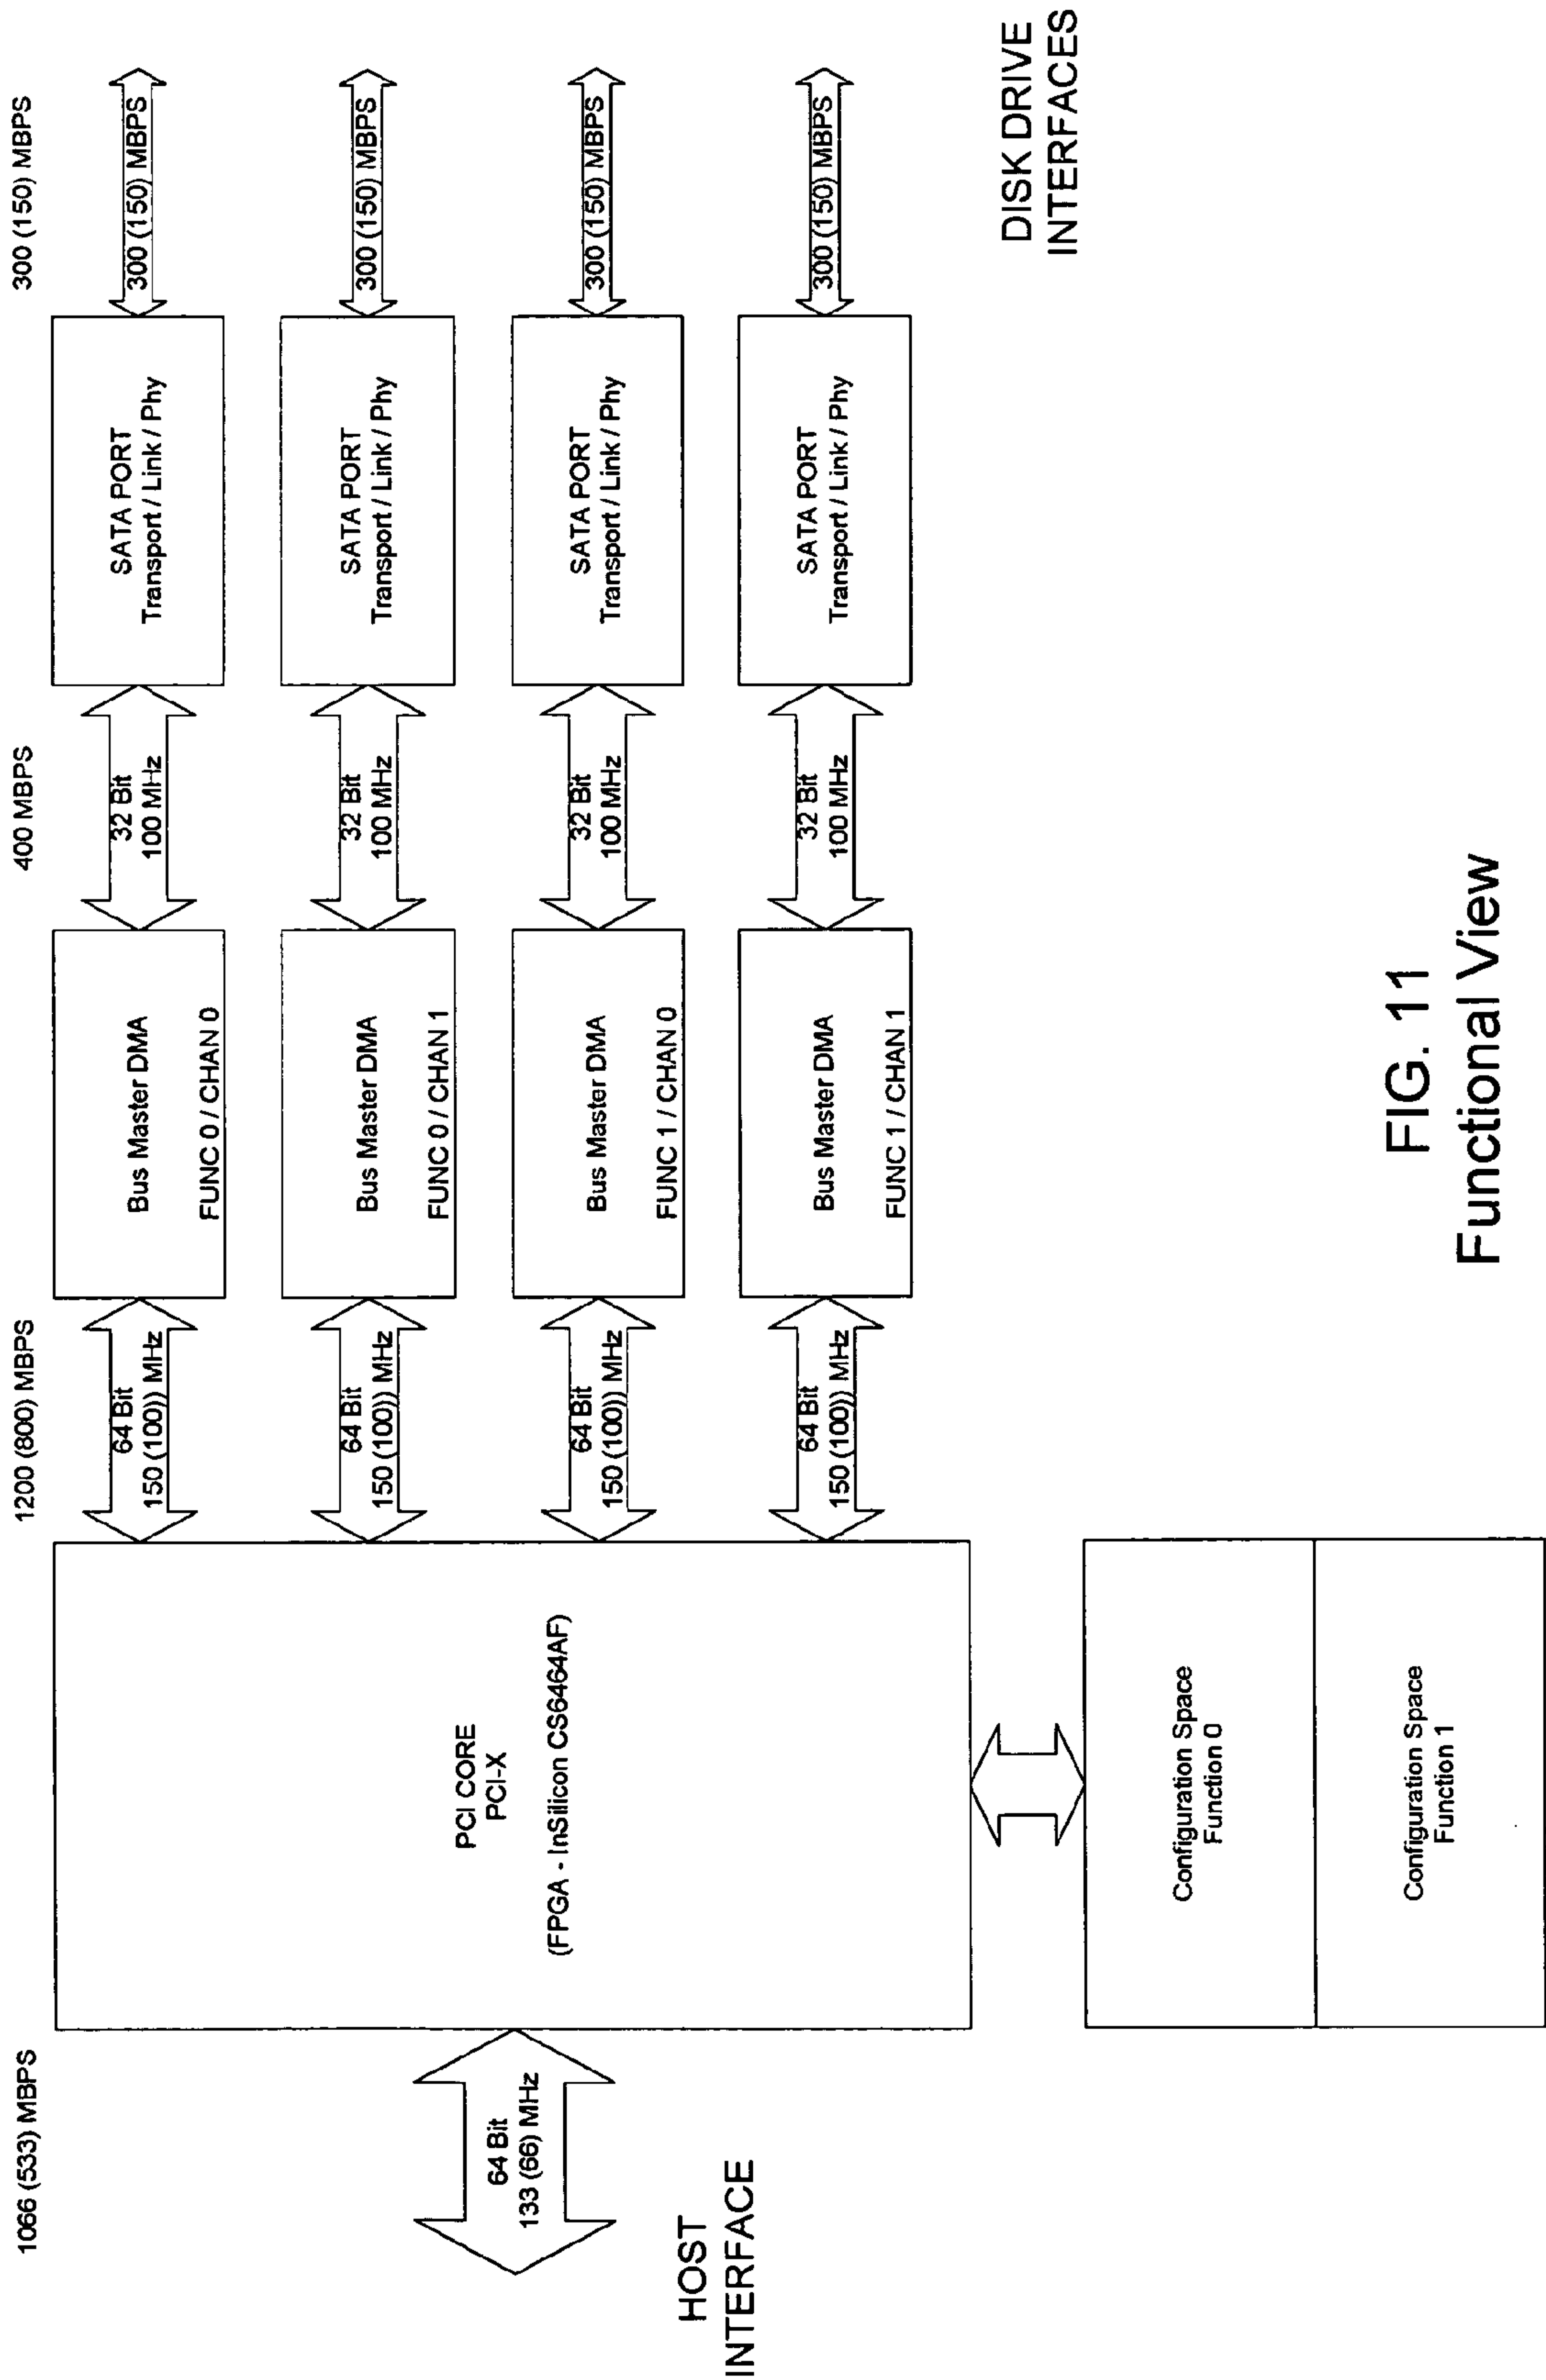 1066 (533) MBPS
1200 (800) MBPS
400 MBPS
300 (150) MBPS
64 Bit
133 (66) MHz
HOST
INTERFACE
PCI CORE
PCI-X
(FPGA - InSilicon CS6464AF)
Configuration Space
Function 0
Configuration Space
Function 1
64 Bit
150 (100)) MHz
Bus Master DMA
FUNC 0 / CHAN 0
32 Bit
100 MHz
SATA PORT
Transport / Link / Phy
300 (150) MBPS
64 Bit
150 (100)) MHz
Bus Master DMA
FUNC 0 / CHAN 1
32 Bit
100 MHz
SATA PORT
Transport / Link / Phy
300 (150) MBPS
64 Bit
150 (100)) MHz
Bus Master DMA
FUNC 1 / CHAN 0
32 Bit
100 MHz
SATA PORT
Transport / Link / Phy
300 (150) MBPS
64 Bit
150 (100)) MHz
Bus Master DMA
FUNC 1 / CHAN 1
32 Bit
100 MHz
SATA PORT
Transport / Link / Phy
300 (150) MBPS
DISK DRIVE
INTERFACES
FIG. 11
Functional View